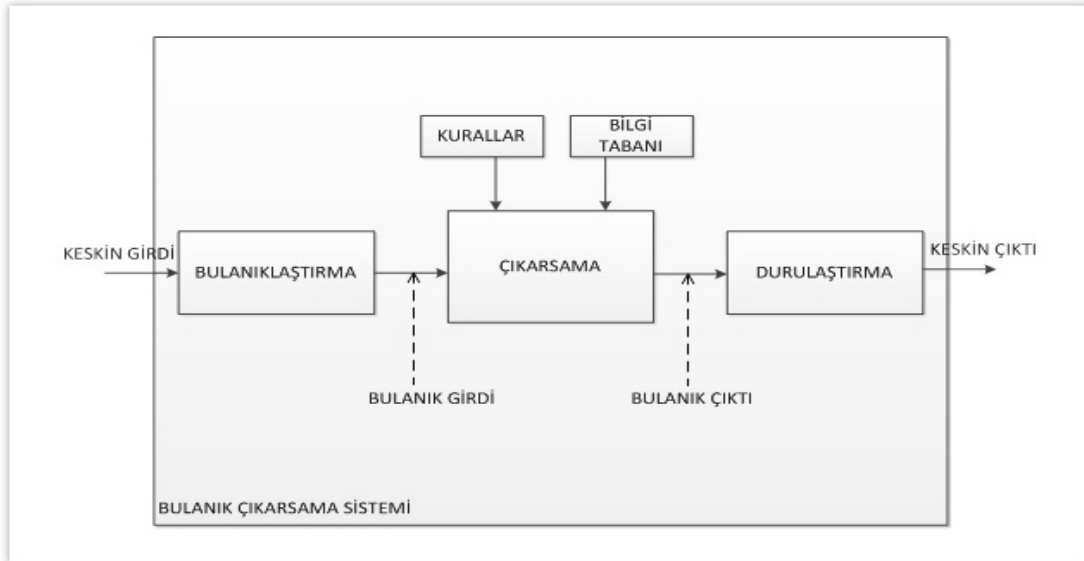 KURALLAR
BİLGİ
TABANI
KESKİN GİRDİ
BULANIKLAŞTIRMA
ÇIKARSAMA
DURULAŞTIRMA
KESKİN ÇIKTI
BULANIK GİRDİ
BULANIK ÇIKTI
BULANIK ÇIKARSAMA SİSTEMİ